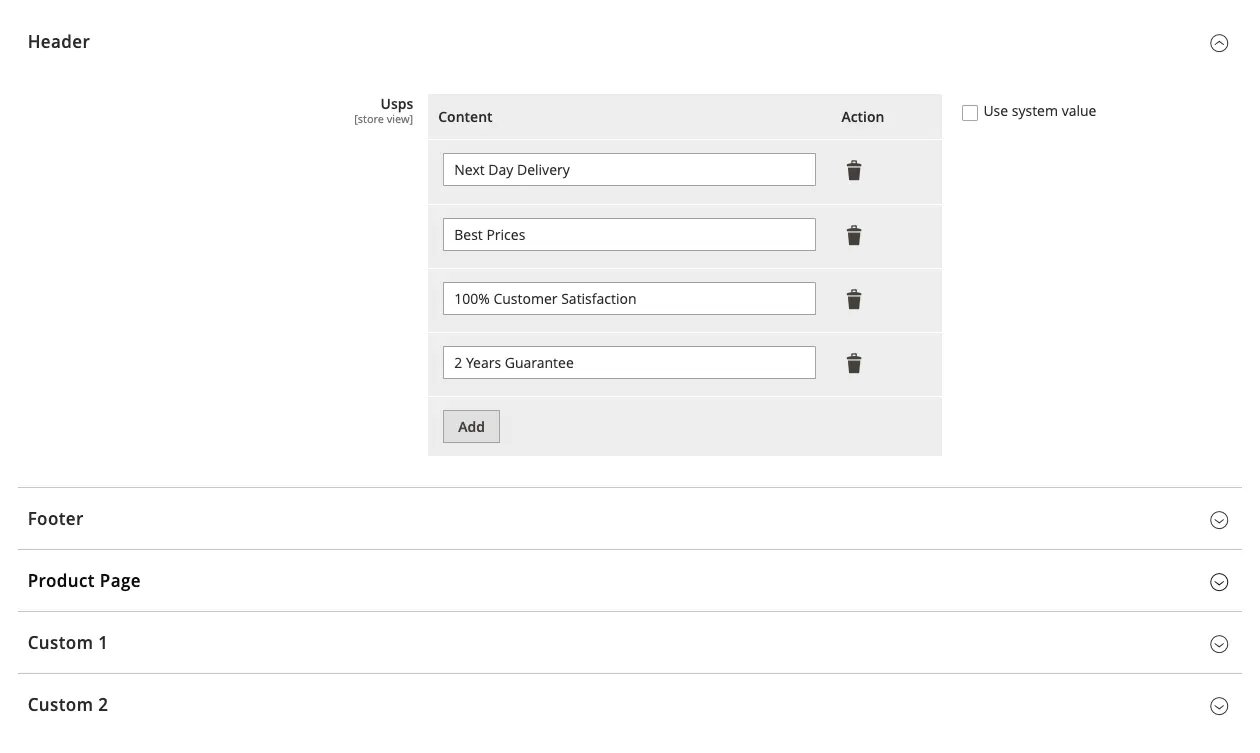 Header
Usps
[store view]
Content Action
Use system value
Next Day Delivery
Best Prices
100% Customer Satisfaction
2 Years Guarantee
Add
Footer
Product Page
Custom 1
Custom 2